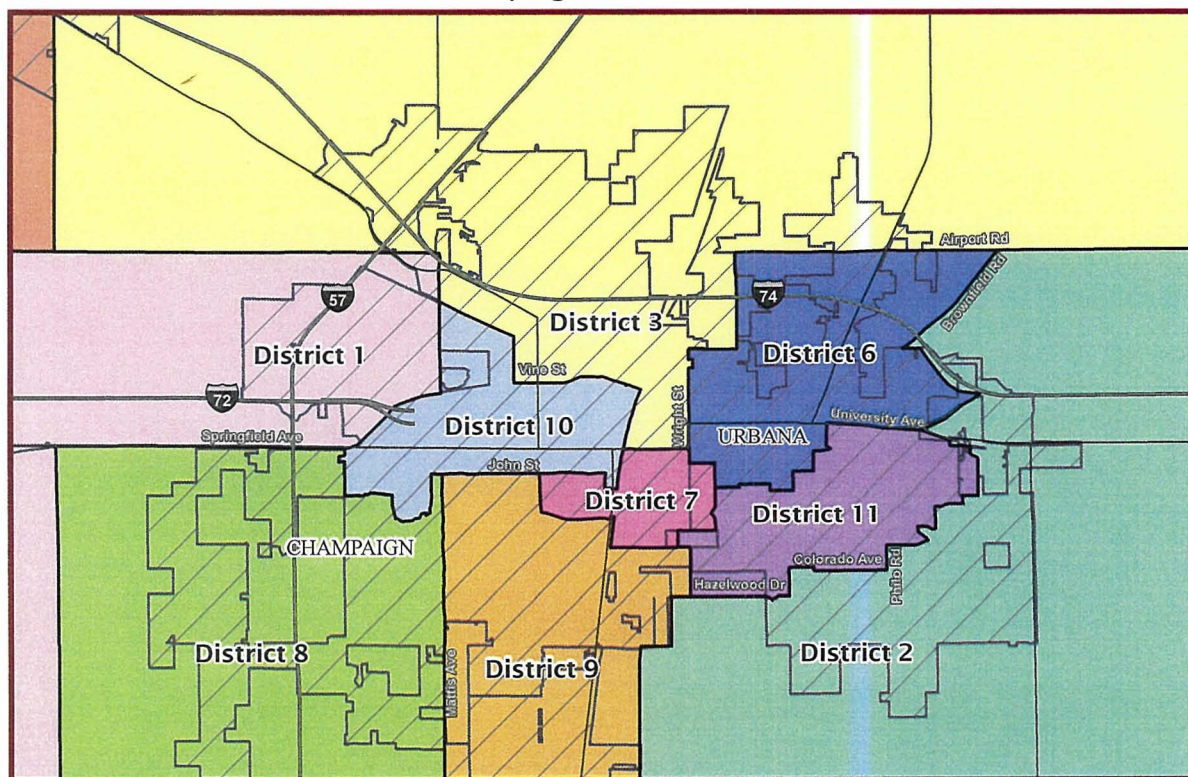 Airport Rd
Brownfield Rd
57
74
District 3
District 1
District 6
Vine St
72
Wright St
University Ave
District 10
URBANA
Springfield Ave
John St
District 7
District 11
CHAMPAIGN
Colorado Ave
Hazelwood Dr
Philo Rd
District 8
District 9
District 2
Mattis Ave